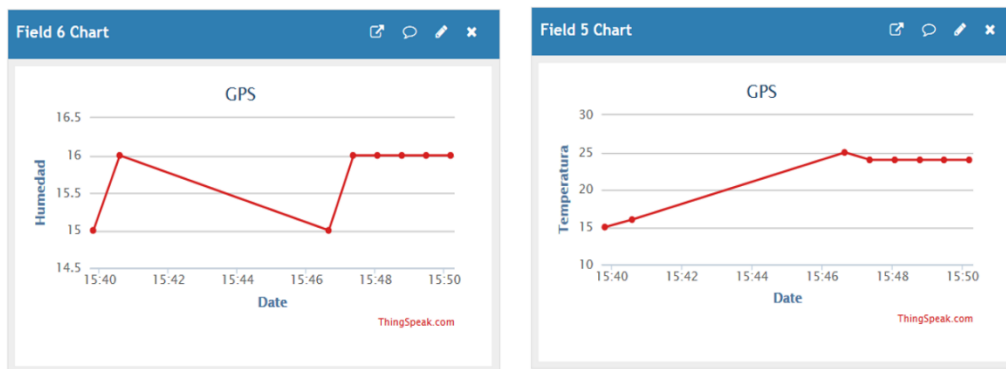 Field 6 Chart
GPS
16.5
16
15.5
15
14.5
Humedad
15:40 15:42 15:44 15:46 15:48 15:50
Date
ThingSpeak.com
Field 5 Chart
GPS
30
25
20
15
10
Temperatura
15:40 15:42 15:44 15:46 15:48 15:50
Date
ThingSpeak.com